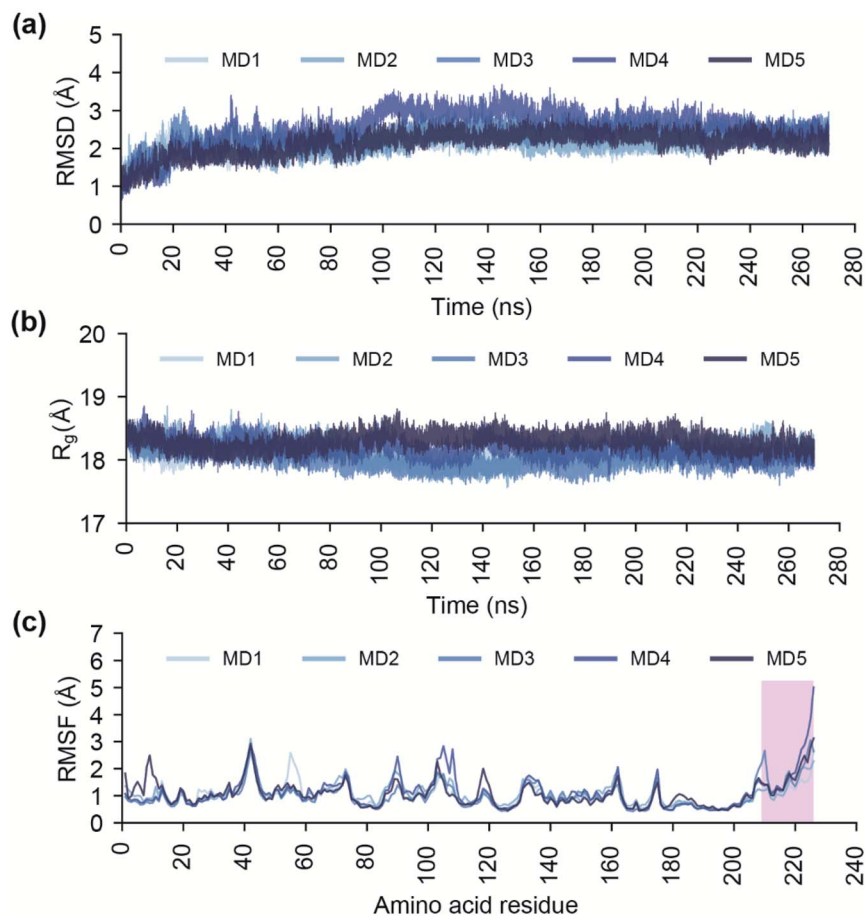 (a)
RMSD (Å)
5
4
3
2
1
0
MD1 MD2 MD3 MD4 MD5
0 20 40 60 80 100 120 140 160 180 200 220 240 260 280
Time (ns)
(b)
Rg(Å)
20
19
18
17
MD1 MD2 MD3 MD4 MD5
0 20 40 60 80 100 120 140 160 180 200 220 240 260 280
Time (ns)
(c)
RMSF (Å)
7
6
5
4
3
2
1
0
MD1 MD2 MD3 MD4 MD5
0 20 40 60 80 100 120 140 160 180 200 220 240
Amino acid residue